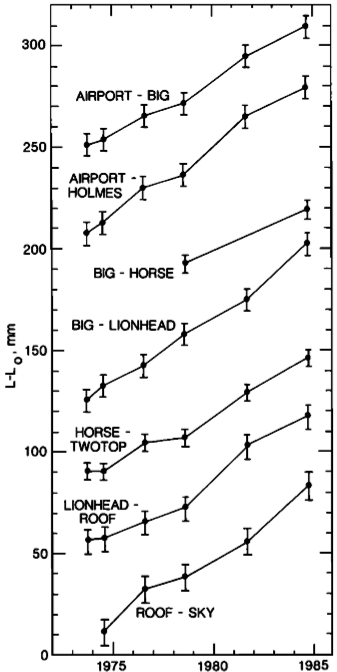 300
AIRPORT - BIG
250
AIRPORT -
HOLMES
200
BIG - HORSE
BIG - LIONHEAD
L-Lo, mm
150
HORSE -
TWOTOP
100
LIONHEAD -
ROOF
50
ROOF - SKY
0
1975 1980 1985